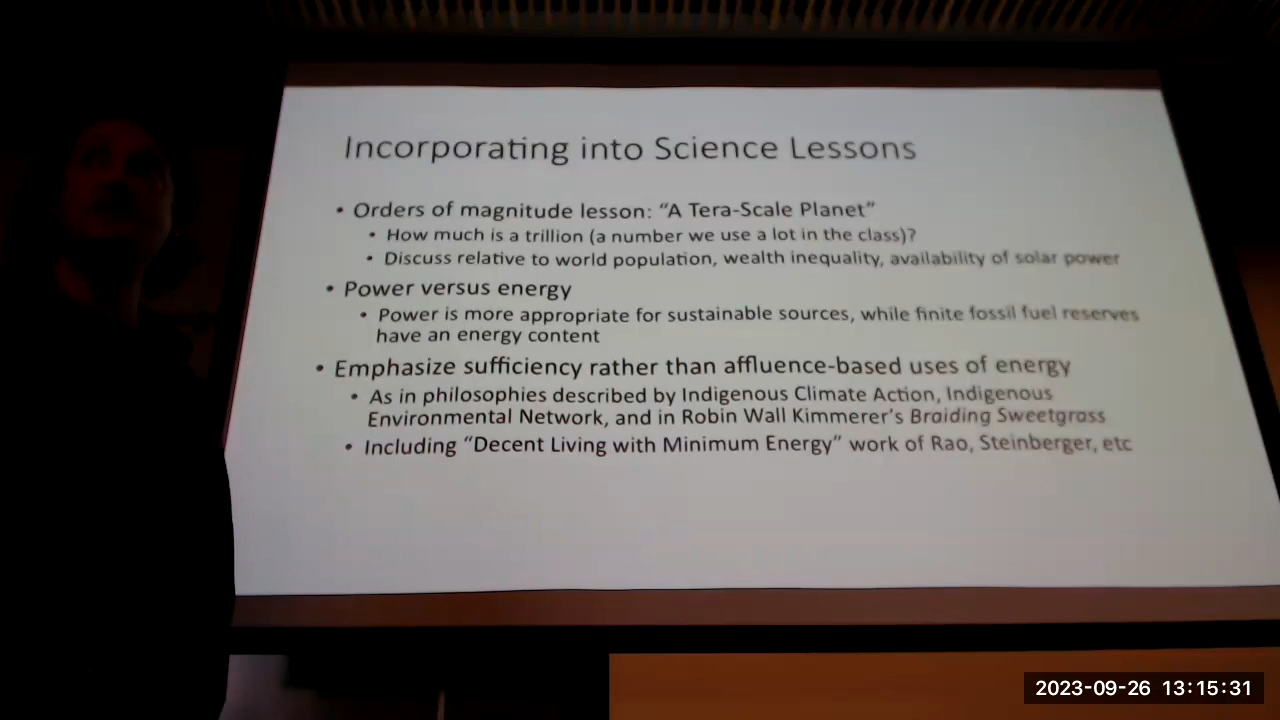 Incorporating into Science Lessons
• Orders of magnitude lesson: “A Tera-Scale Planet”
• How much is a trillion (a number we use a lot in the class)?
• Discuss relative to world population, wealth inequality, availability of solar power
• Power versus energy
• Power is more appropriate for sustainable sources, while finite fossil fuel reserves
have an energy content
• Emphasize sufficiency rather than affluence-based uses of energy
• As in philosophies described by Indigenous Climate Action, Indigenous
Environmental Network, and in Robin Wall Kimmerer’s Braiding Sweetgrass
• Including “Decent Living with Minimum Energy” work of Rao, Steinberger, etc
2023-09-26 13:15:31